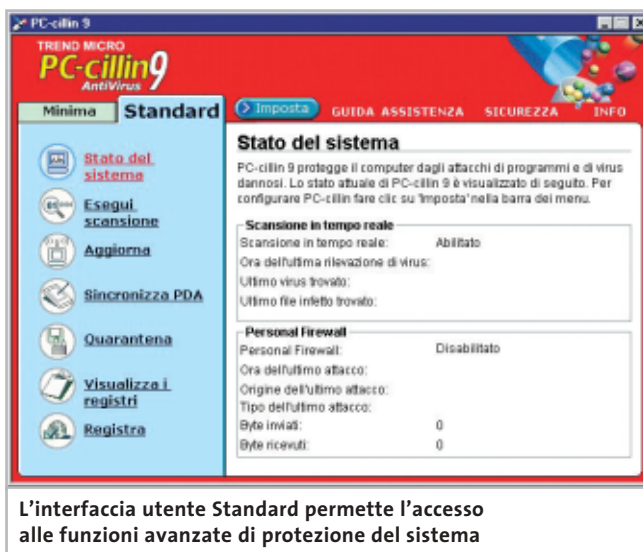 PC-cillin 9
TREND MICRO
PC-cillin 9
AntiVirus
Minima
Standard
Imposta
GUIDA ASSISTENZA
SICUREZZA
INFO
Stato del
sistema
Esegui
scansione
Aggiorna
Sincronizza PDA
Quarantena
Visualizza i
registri
Registra
Stato del sistema
PC-cillin 9 protegge il computer dagli attacchi di programmi e di virus
dannosi. Lo stato attuale di PC-cillin 9 è visualizzato di seguito. Per
configurare PC-cillin fare clic su 'Imposta' nella barra dei menu.
Scansione in tempo reale
Scansione in tempo reale: Abilitato
Ora dell'ultima rilevazione di virus:
Ultimo virus trovato:
Ultimo file infetto trovato:
Personal Firewall
Personal Firewall: Disabilitato
Ora dell'ultimo attacco:
Origine dell'ultimo attacco:
Tipo dell'ultimo attacco:
Byte inviati: 0
Byte ricevuti: 0
L'interfaccia utente Standard permette l'accesso
alle funzioni avanzate di protezione del sistema